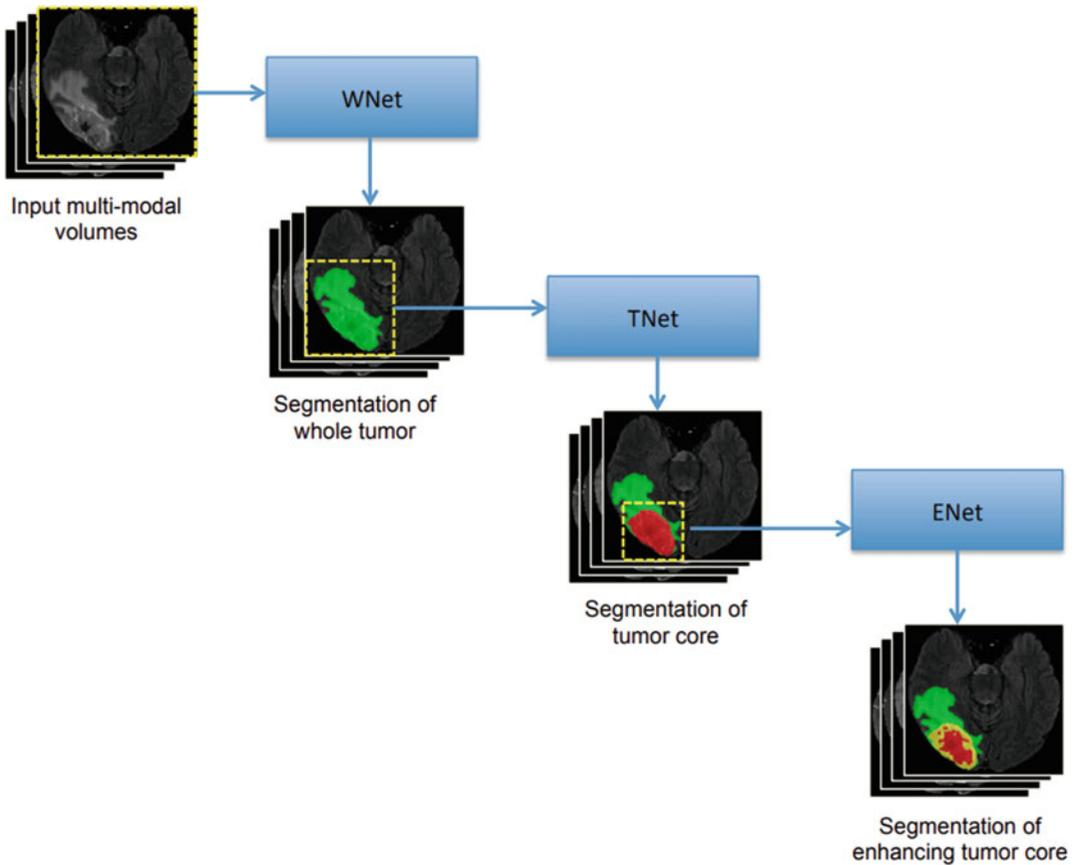 WNet
Input multi-modal
volumes
TNet
Segmentation of
whole tumor
ENet
Segmentation of
tumor core
Segmentation of
enhancing tumor core